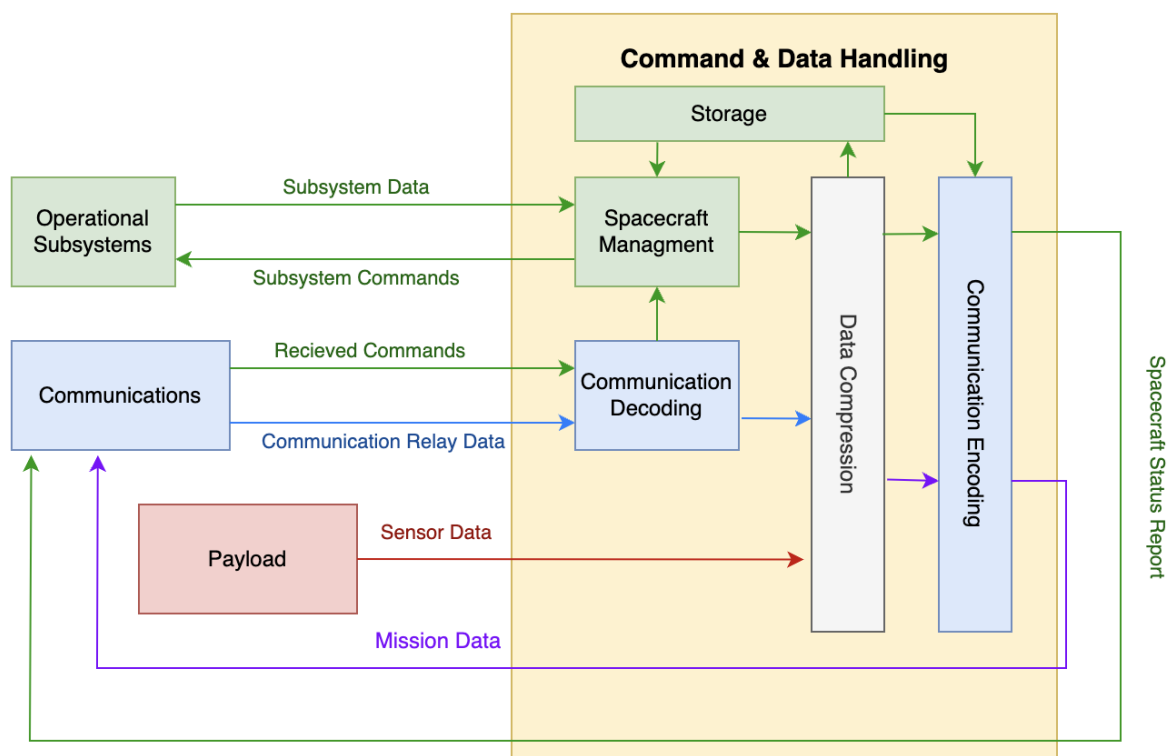 Command & Data Handling
Storage
Subsystem Data
Operational
Subsystems
Spacecraft
Managment
Subsystem Commands
Recieved Commands
Communications
Communication
Decoding
Communication Relay Data
Data Compression
Communication Encoding
Spacecraft Status Report
Sensor Data
Payload
Mission Data